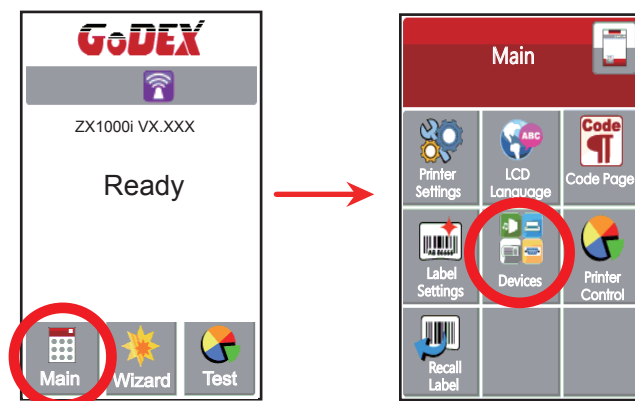 GoDEX
ZX1000i VX.XXX
Ready
Main
Wizard
Test
Main
Printer
Settings
ABC
LCD
Language
Code
Code Page
Label
Settings
Devices
Printer
Control
Recall
Label